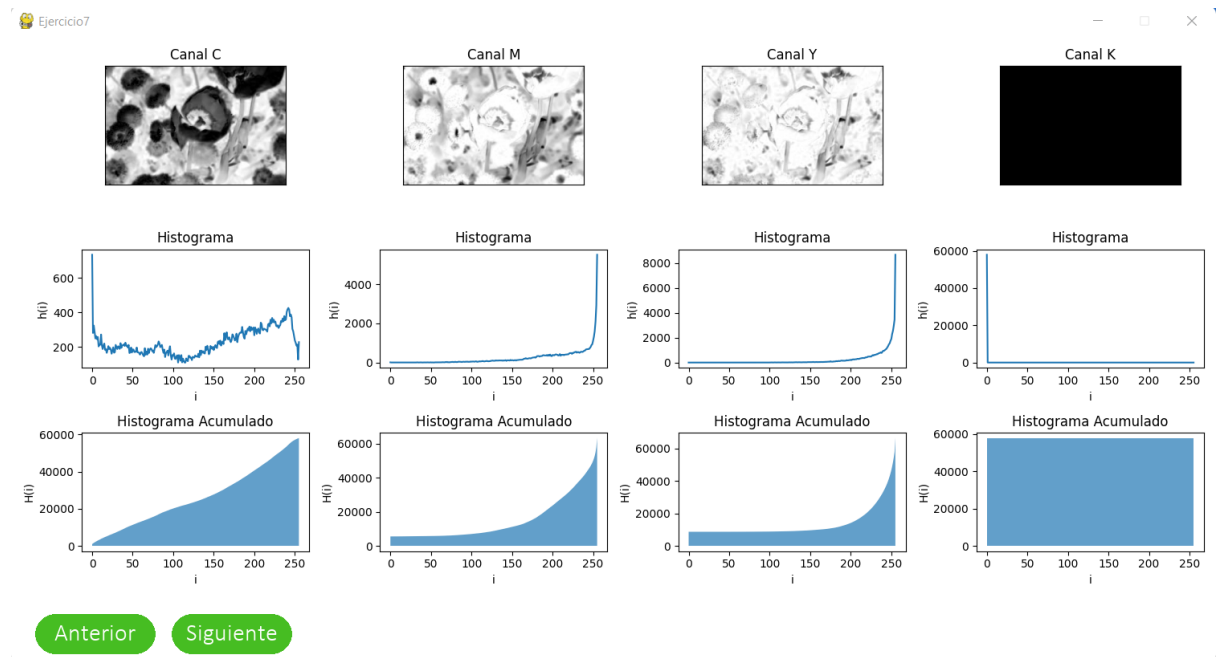 Ejercicio7
Canal C
Canal M
Canal Y
Canal K
Histograma
Histograma
Histograma
Histograma
h(i)
600
400
200
0 50 100 150 200 250
i
h(i)
4000
2000
0
0 50 100 150 200 250
i
h(i)
8000
6000
4000
2000
0
0 50 100 150 200 250
i
h(i)
60000
40000
20000
0
0 50 100 150 200 250
i
Histograma Acumulado
Histograma Acumulado
Histograma Acumulado
Histograma Acumulado
H(i)
60000
40000
20000
0
0 50 100 150 200 250
i
H(i)
60000
40000
20000
0
0 50 100 150 200 250
i
H(i)
60000
40000
20000
0
0 50 100 150 200 250
i
H(i)
60000
40000
20000
0
0 50 100 150 200 250
i
Anterior
Siguiente